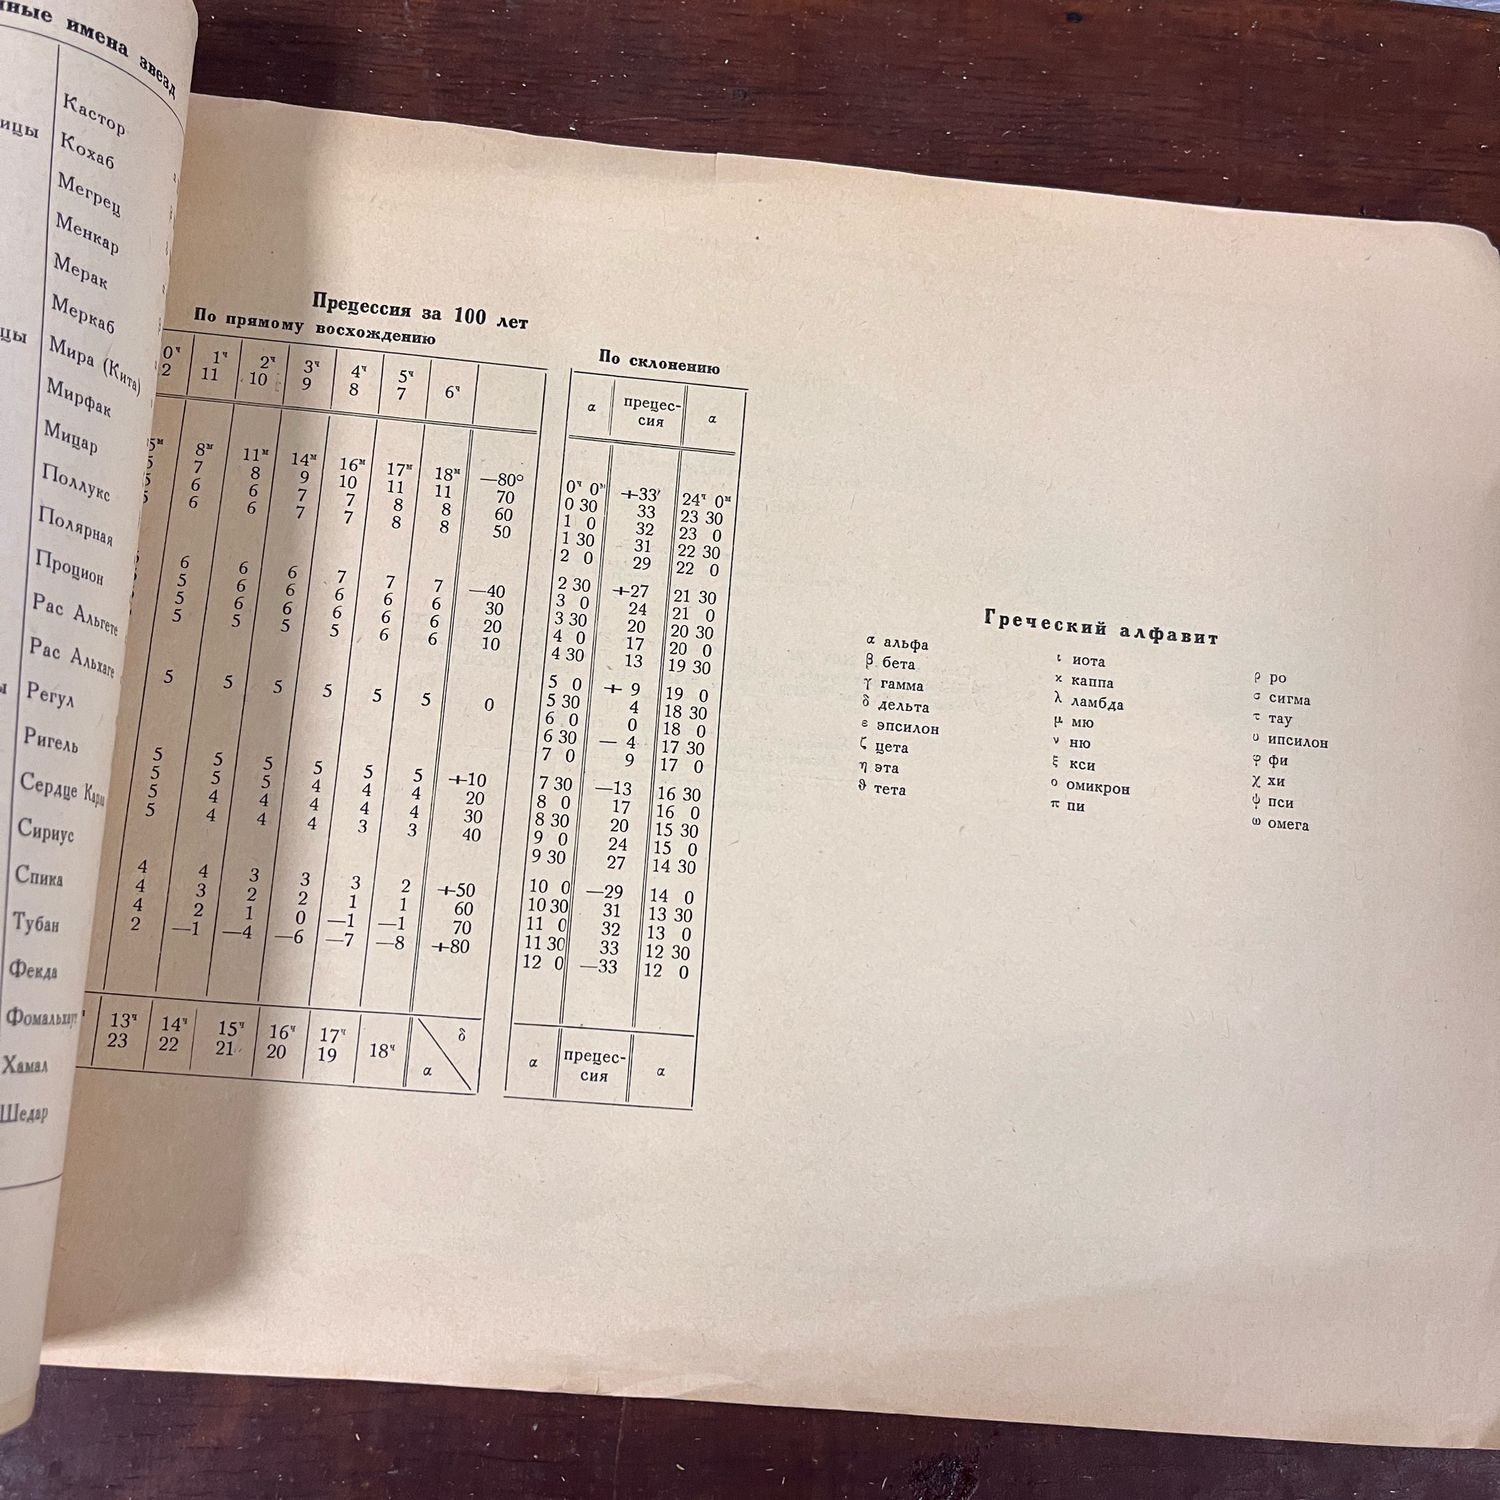 имена звезд
Кастор
Кохаб
Мегрец
Менкар
Мерак
Меркаб
Мира (Кита)
Мирфак
Мицар
Поллукс
Полярная
Процион
Рас Альгете
Рас Альхаге
Регул
Ригель
Сердце
Сириус
Спика
Тубан
Фекда
Фомальхаут
Хамал
Шедар
Прецессия за 100 лет
По прямому восхождению
0ч 1ч 2ч 3ч 4ч 5ч 6ч
2 11 10 9 8 7
5м 8м 11м 14м 16м 17м 18м —80°
5 7 8 9 10 11 11 70
5 6 6 7 7 8 8 60
5 6 6 7 7 8 8 50
6 6 6 7 7 7 —40
5 6 6 6 6 6 30
5 6 6 6 6 6 20
5 5 5 5 6 6 10
5 5 5 5 5 5 0
5 5 5 5 5 5 +10
5 5 5 4 4 4 20
5 4 4 4 4 4 30
5 4 4 4 3 3 40
4 4 3 3 3 2 +50
4 3 2 2 1 1 60
4 2 1 0 —1 —1 70
2 —1 —4 —6 —7 —8 +80
13ч 14ч 15ч 16ч 17ч 18ч δ
23 22 21 20 19 α
По склонению
α прецес- α
сия
0ч 0м +33′ 24ч 0м
0 30 33 23 30
1 0 32 23 0
1 30 31 22 30
2 0 29 22 0
2 30 +27 21 30
3 0 24 21 0
3 30 20 20 30
4 0 17 20 0
4 30 13 19 30
5 0 + 9 19 0
5 30 4 18 30
6 0 0 18 0
6 30 — 4 17 30
7 0 9 17 0
7 30 —13 16 30
8 0 17 16 0
8 30 20 15 30
9 0 24 15 0
9 30 27 14 30
10 0 —29 14 0
10 30 31 13 30
11 0 32 13 0
11 30 33 12 30
12 0 —33 12 0
α прецес- α
сия
Греческий алфавит
α альфа
β бета
γ гамма
δ дельта
ε эпсилон
ζ цета
η эта
ϑ тета
ι иота
ϰ каппа
λ ламбда
μ мю
ν ню
ξ кси
ο омикрон
π пи
ρ ро
σ сигма
τ тау
υ ипсилон
φ фи
χ хи
ψ пси
ω омега